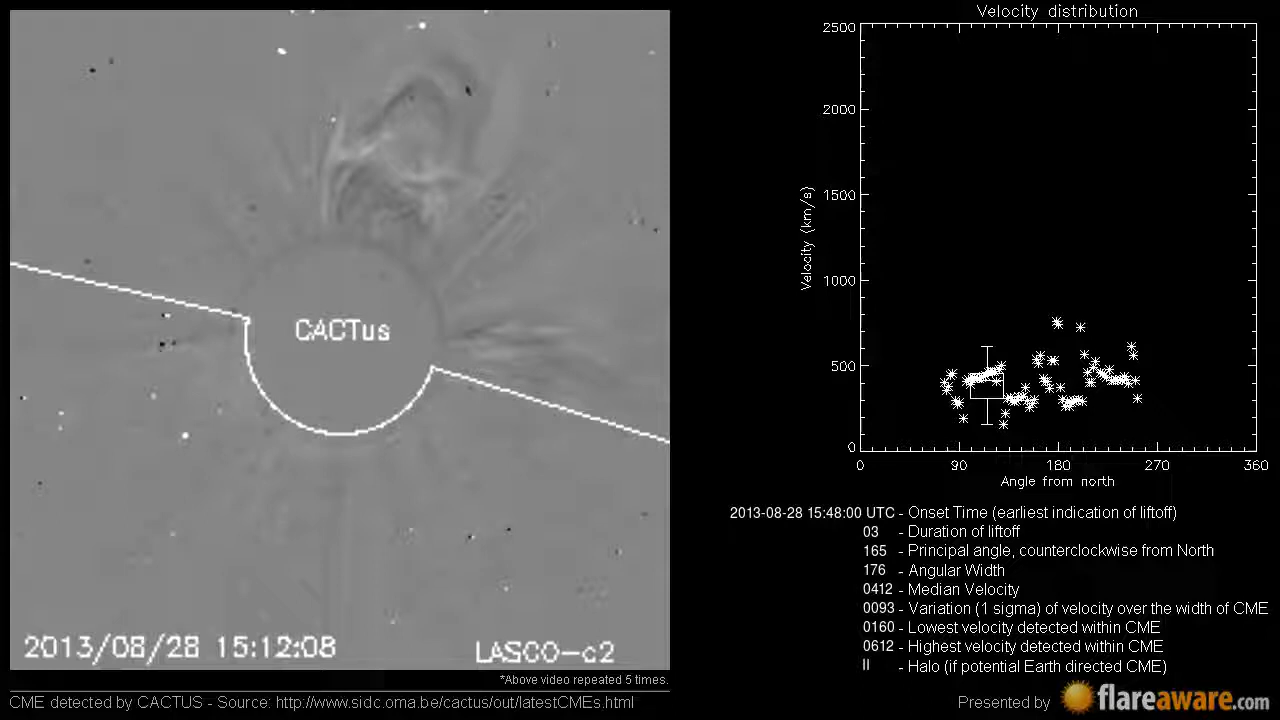 CACTus
2013/08/28 15:12:08
LASCO-c2
*Above video repeated 5 times.
CME detected by CACTUS - Source: http://www.sidc.oma.be/cactus/out/latestCMEs.html
Velocity distribution
Velocity (km/s)
2500
2000
1500
1000
500
0
0 90 180 270 360
Angle from north
2013-08-28 15:48:00 UTC - Onset Time (earliest indication of liftoff)
03 - Duration of liftoff
165 - Principal angle, counterclockwise from North
176 - Angular Width
0412 - Median Velocity
0093 - Variation (1 sigma) of velocity over the width of CME
0160 - Lowest velocity detected within CME
0612 - Highest velocity detected within CME
II - Halo (if potential Earth directed CME)
Presented by flareaware.com